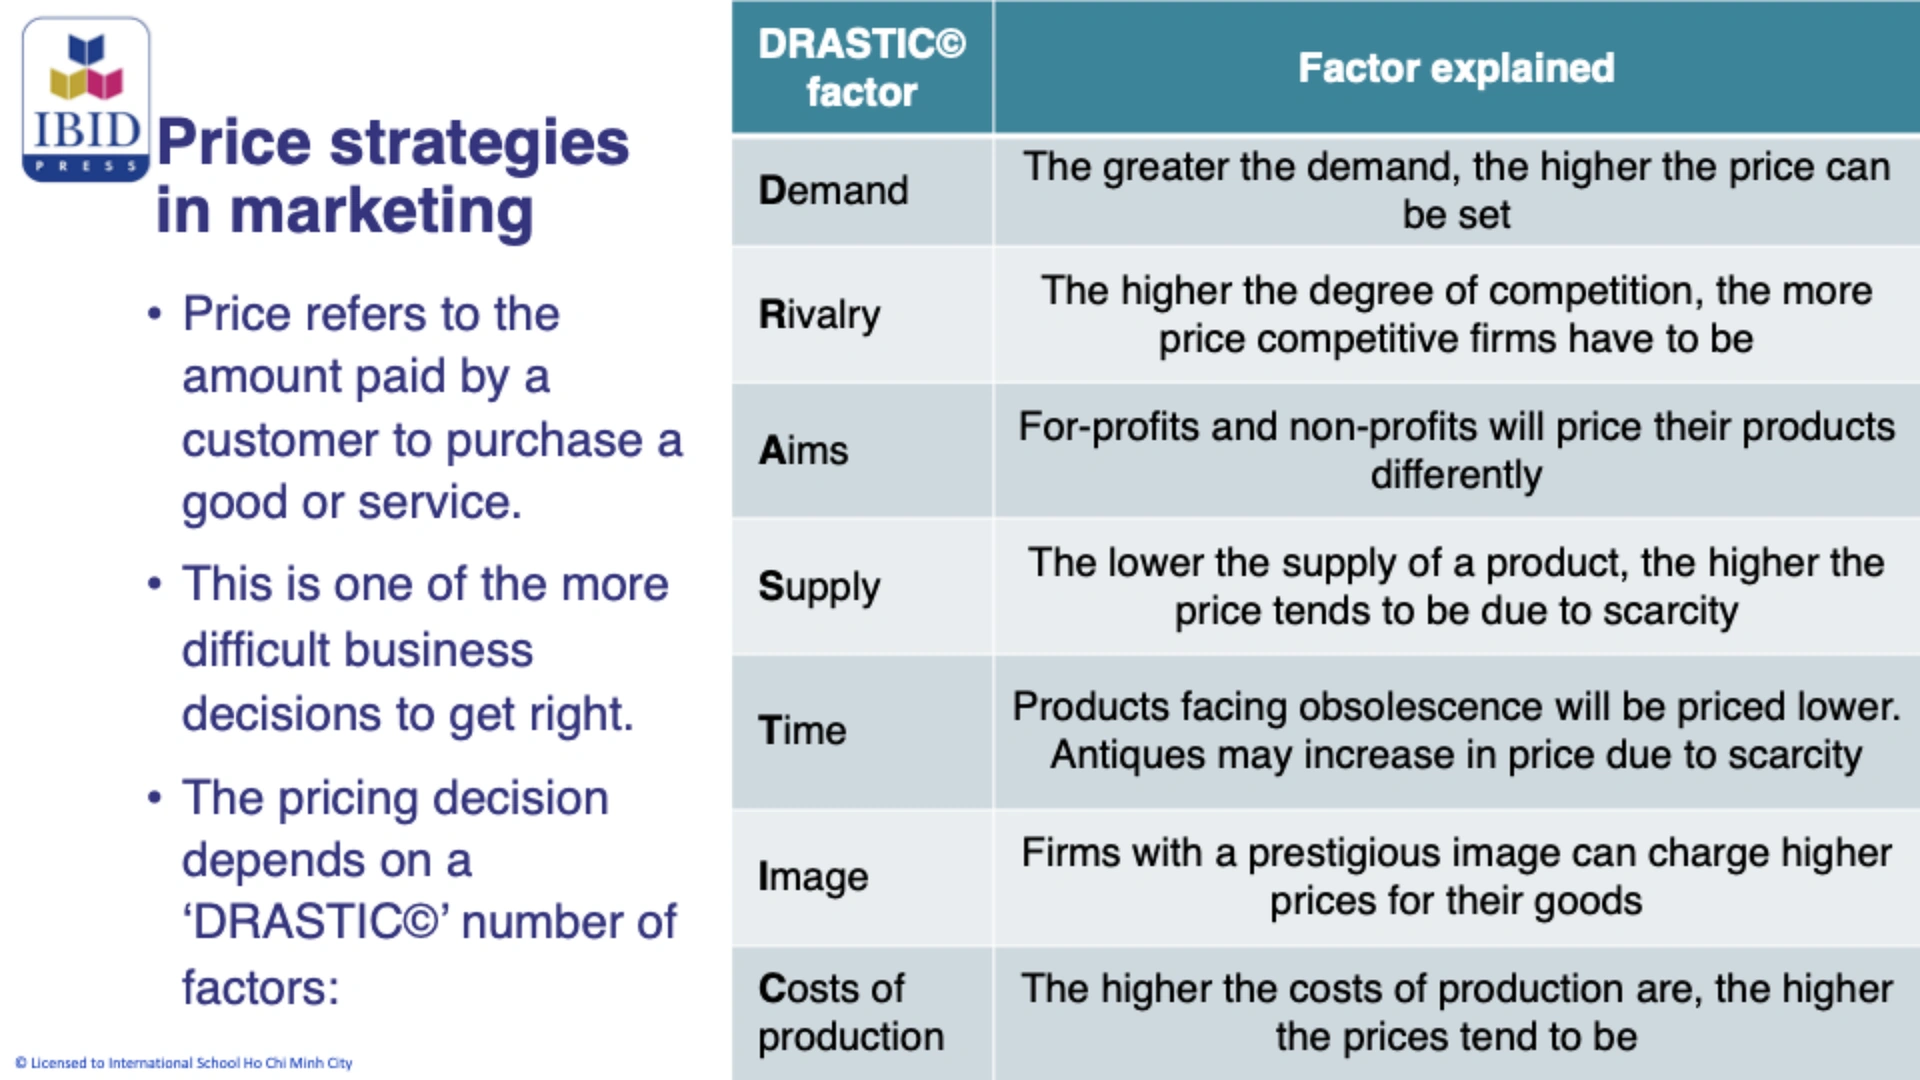 IBID
PRESS
Price strategies
in marketing
• Price refers to the
amount paid by a
customer to purchase a
good or service.
• This is one of the more
difficult business
decisions to get right.
• The pricing decision
depends on a
‘DRASTIC©’ number of
factors:
© Licensed to International School Ho Chi Minh City
DRASTIC©
factor
Factor explained
Demand
The greater the demand, the higher the price can
be set
Rivalry
The higher the degree of competition, the more
price competitive firms have to be
Aims
For-profits and non-profits will price their products
differently
Supply
The lower the supply of a product, the higher the
price tends to be due to scarcity
Time
Products facing obsolescence will be priced lower.
Antiques may increase in price due to scarcity
Image
Firms with a prestigious image can charge higher
prices for their goods
Costs of
production
The higher the costs of production are, the higher
the prices tend to be